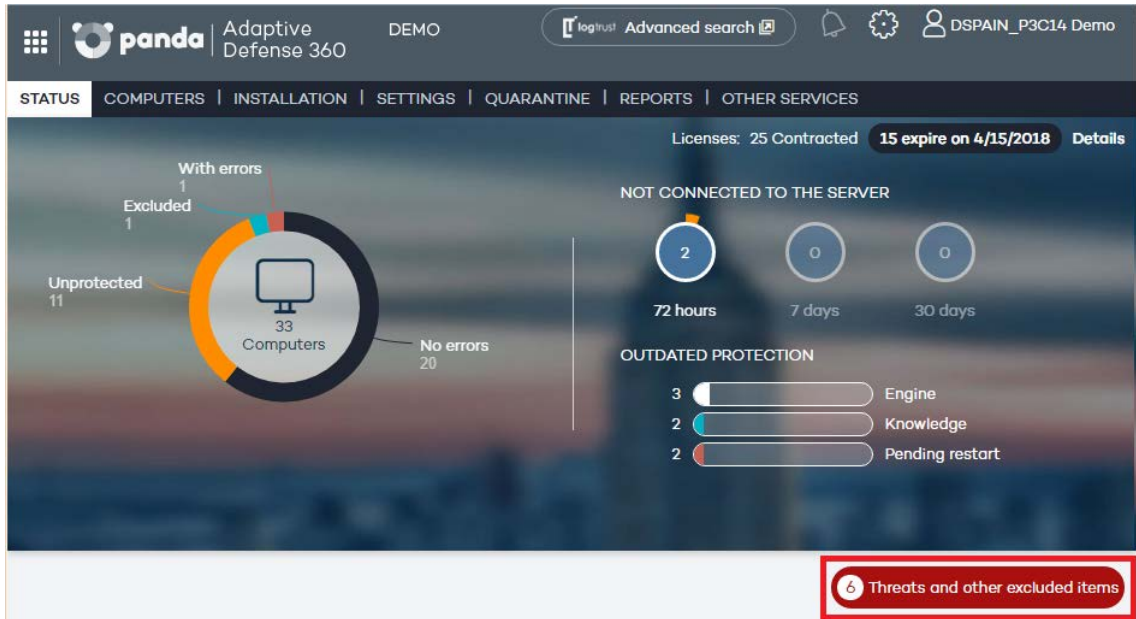 panda
Adaptive
Defense 360
DEMO
logtrust Advanced search
DSPAIN_P3C14 Demo
STATUS COMPUTERS | INSTALLATION | SETTINGS | QUARANTINE | REPORTS | OTHER SERVICES
Licenses: 25 Contracted 15 expire on 4/15/2018 Details
With errors
1
Excluded
1
Unprotected
11
33
Computers
No errors
20
NOT CONNECTED TO THE SERVER
2 0 0
72 hours 7 days 30 days
OUTDATED PROTECTION
3 Engine
2 Knowledge
2 Pending restart
6 Threats and other excluded items